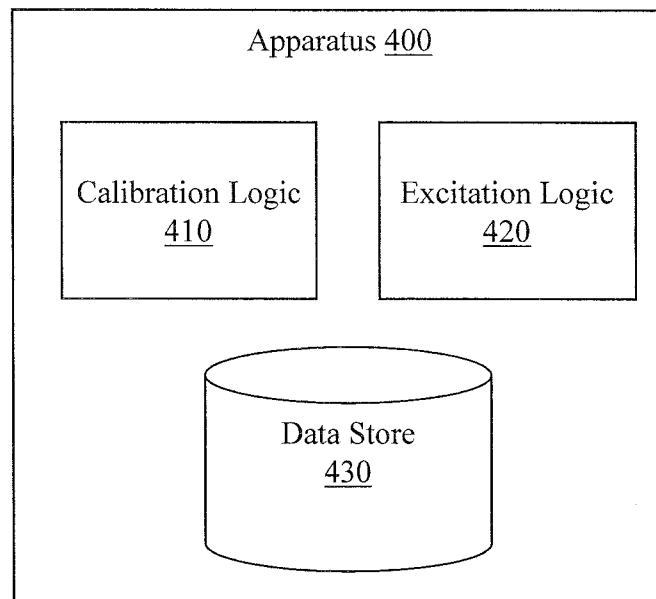 Apparatus 400
Calibration Logic
410
Excitation Logic
420
Data Store
430